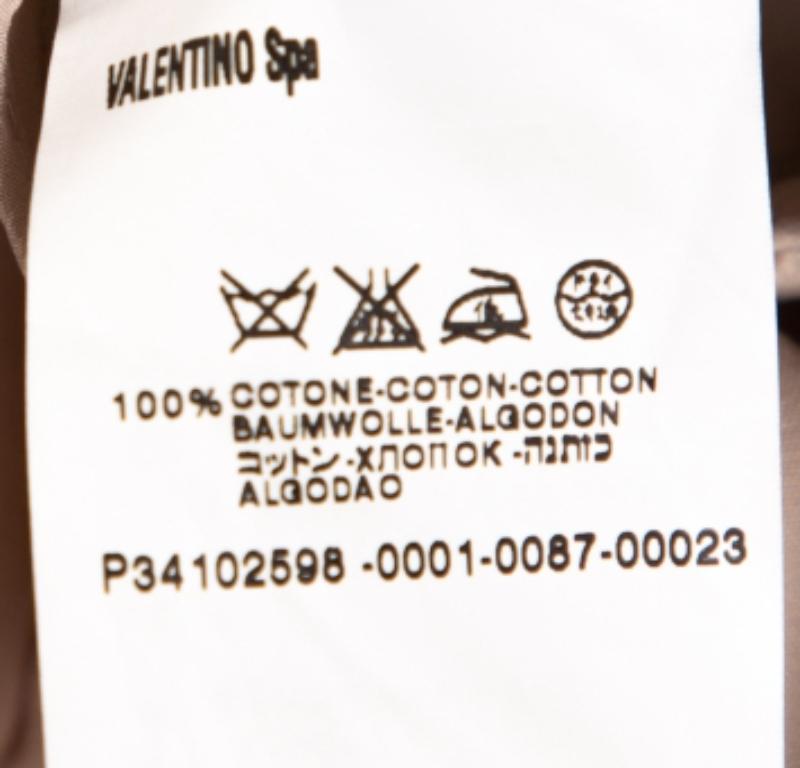 VALENTINO Spa
100% COTONE-COTON-COTTON
BAUMWOLLE-ALGODON
コットン-ХЛОПОК -כותנה
ALGODAO
P34102598 -0001-0087-00023